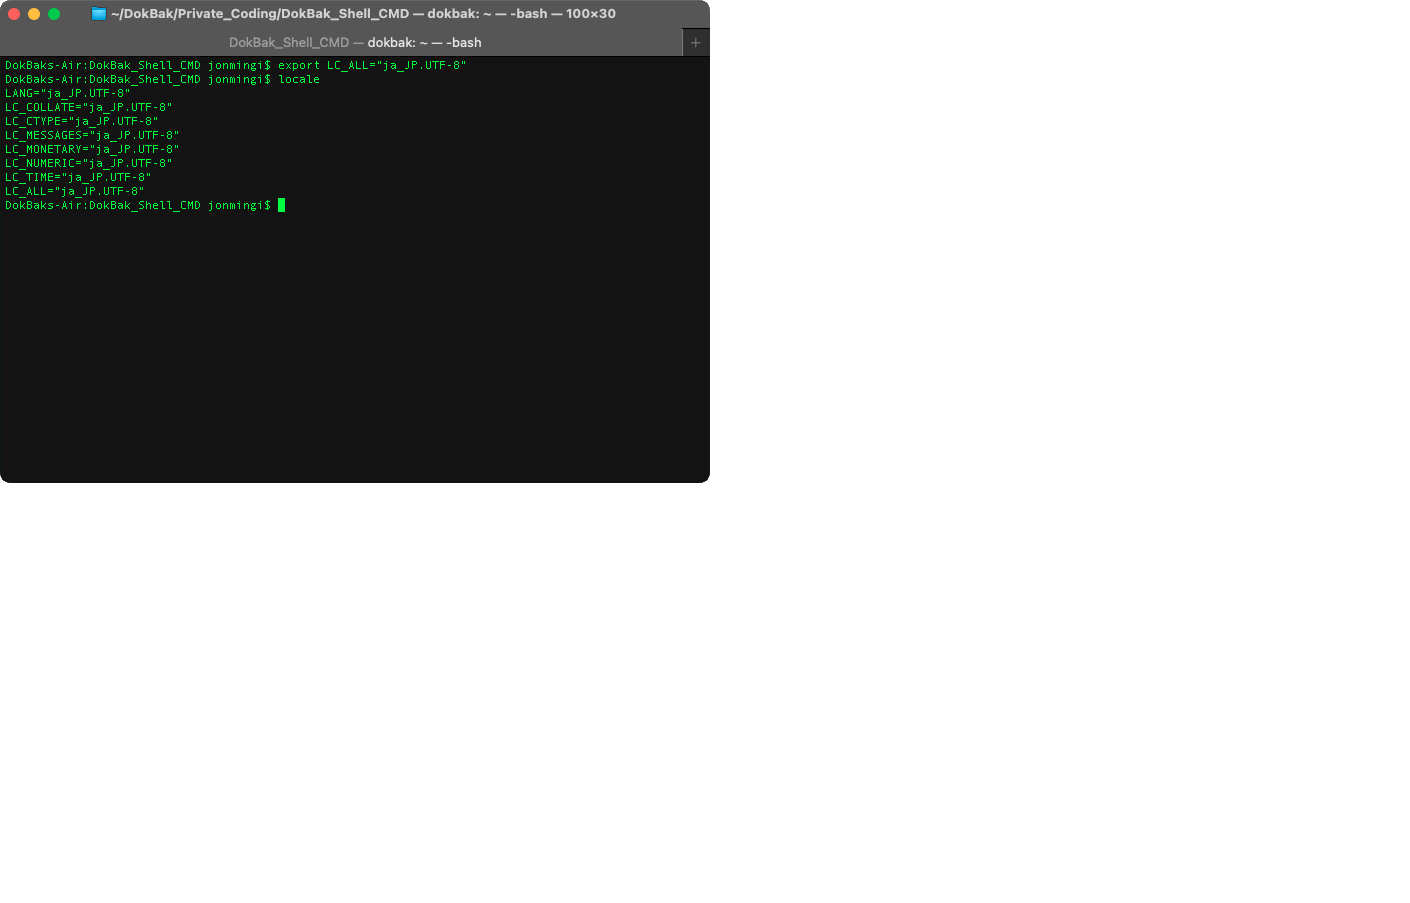 ~/DokBak/Private_Coding/DokBak_Shell_CMD — dokbak: ~ — -bash — 100×30
DokBak_Shell_CMD — dokbak: ~ — -bash
+
DokBaks-Air:DokBak_Shell_CMD jonmingi$ export LC_ALL="ja_JP.UTF-8"
DokBaks-Air:DokBak_Shell_CMD jonmingi$ locale
LANG="ja_JP.UTF-8"
LC_COLLATE="ja_JP.UTF-8"
LC_CTYPE="ja_JP.UTF-8"
LC_MESSAGES="ja_JP.UTF-8"
LC_MONETARY="ja_JP.UTF-8"
LC_NUMERIC="ja_JP.UTF-8"
LC_TIME="ja_JP.UTF-8"
LC_ALL="ja_JP.UTF-8"
DokBaks-Air:DokBak_Shell_CMD jonmingi$